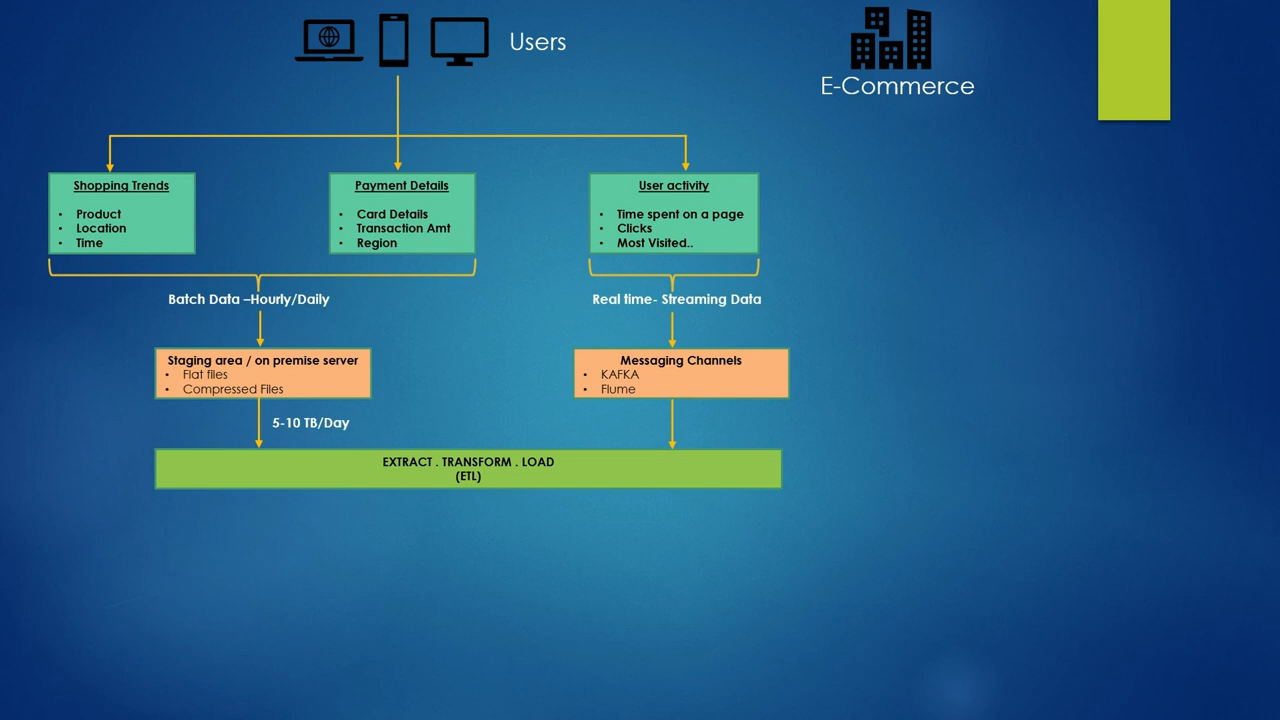 Users
E-Commerce
Shopping Trends
• Product
• Location
• Time
Payment Details
• Card Details
• Transaction Amt
• Region
User activity
• Time spent on a page
• Clicks
• Most Visited..
Batch Data –Hourly/Daily
Real time- Streaming Data
Staging area / on premise server
• Flat files
• Compressed Files
Messaging Channels
• KAFKA
• Flume
5-10 TB/Day
EXTRACT . TRANSFORM . LOAD
(ETL)